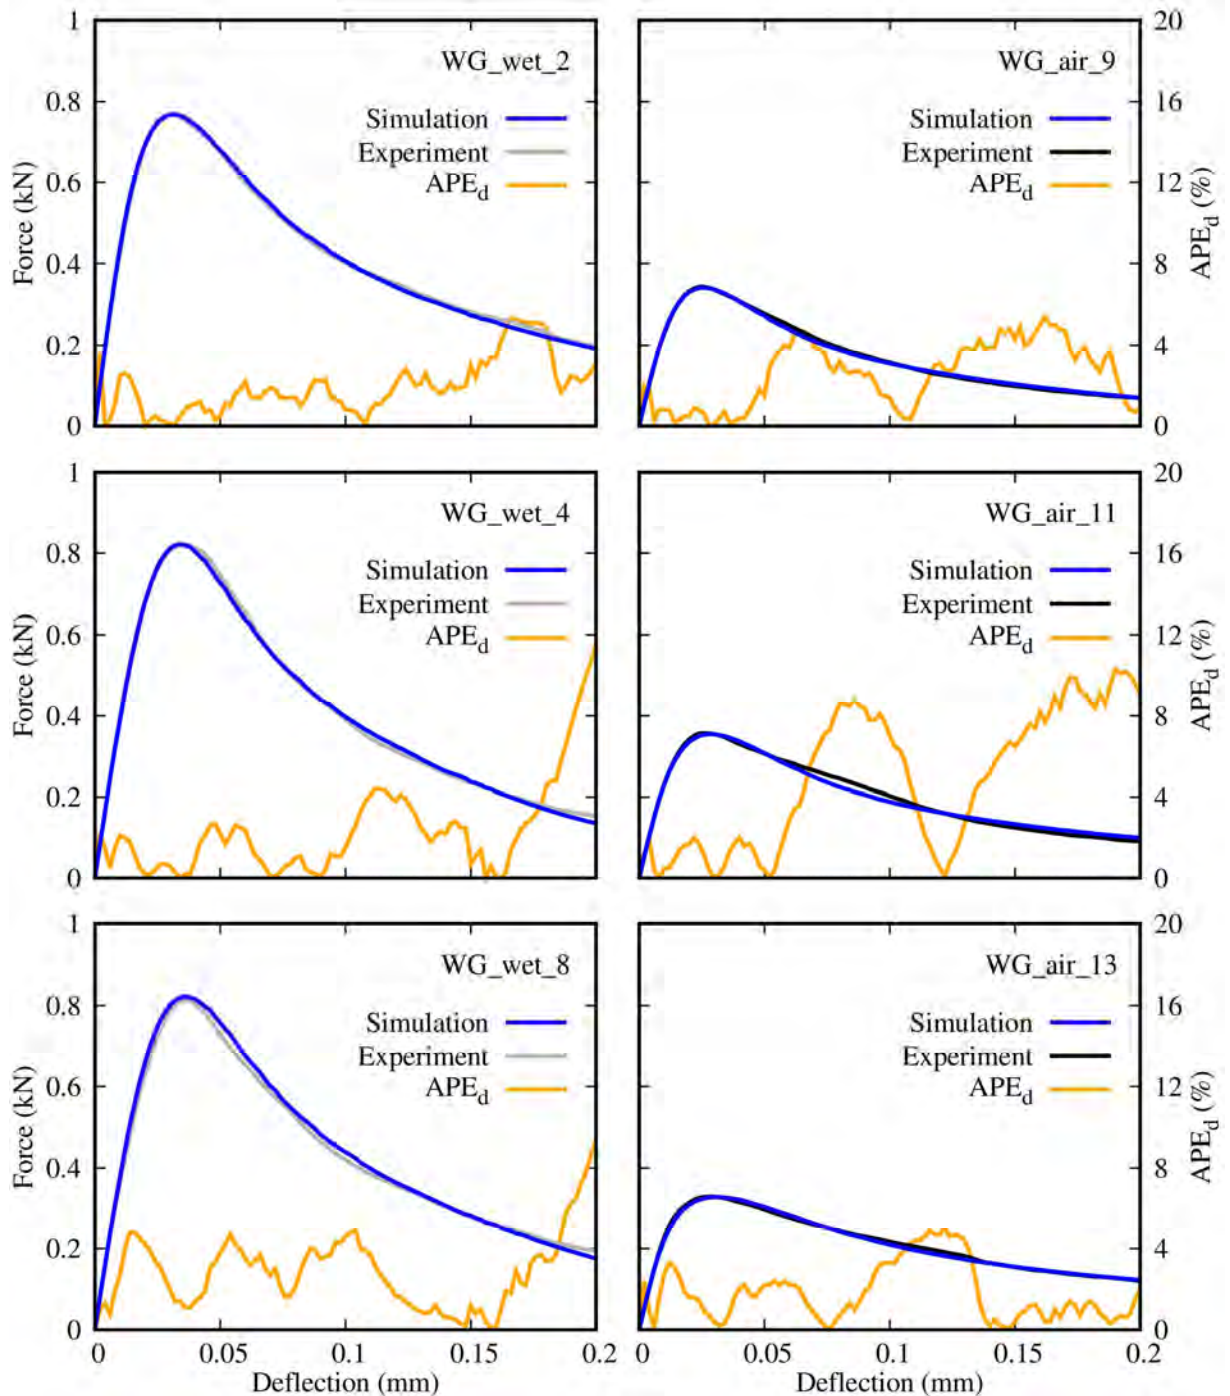 1
0.8
0.6
0.4
0.2
0
Force (kN)
WG_wet_2
Simulation
Experiment
APE_d
WG_air_9
Simulation
Experiment
APE_d
20
16
12
8
4
0
APE_d (%)
1
0.8
0.6
0.4
0.2
0
Force (kN)
WG_wet_4
Simulation
Experiment
APE_d
WG_air_11
Simulation
Experiment
APE_d
20
16
12
8
4
0
APE_d (%)
1
0.8
0.6
0.4
0.2
0
Force (kN)
WG_wet_8
Simulation
Experiment
APE_d
WG_air_13
Simulation
Experiment
APE_d
20
16
12
8
4
0
APE_d (%)
0 0.05 0.1 0.15 0.2
Deflection (mm)
0 0.05 0.1 0.15 0.2
Deflection (mm)